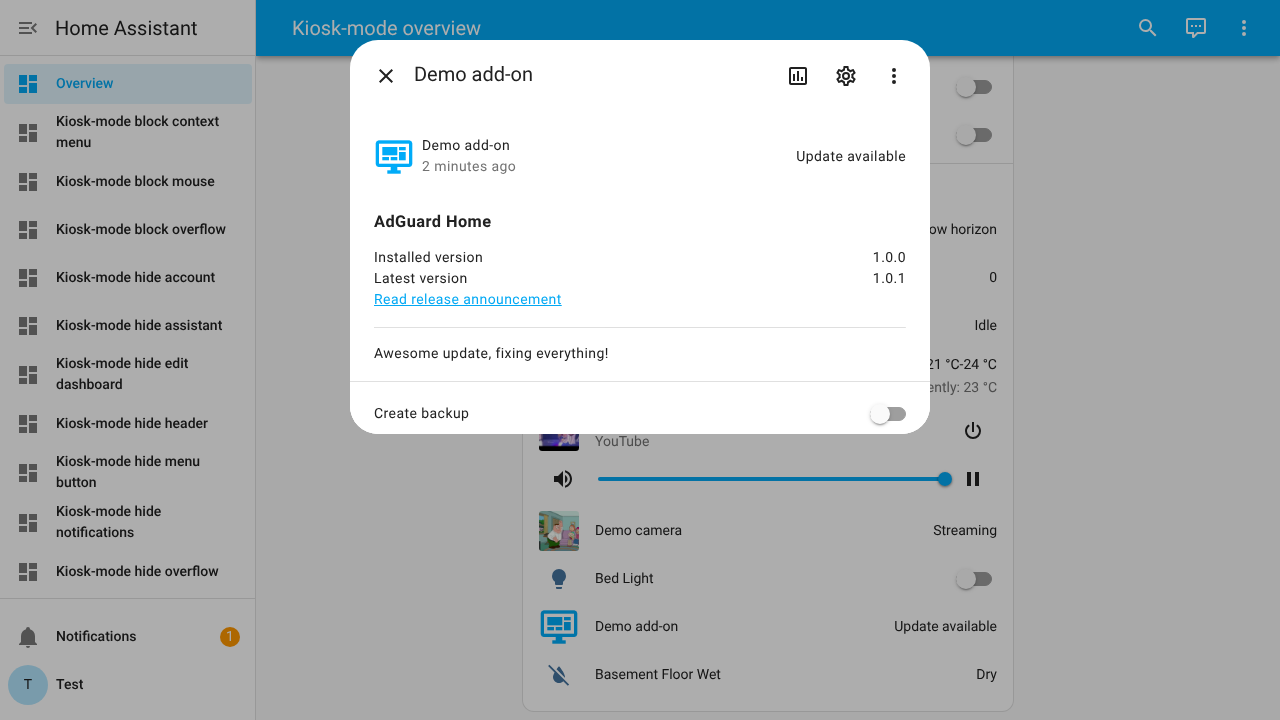 Home Assistant
Kiosk-mode overview
Overview
Kiosk-mode block context
menu
Kiosk-mode block mouse
Kiosk-mode block overflow
Kiosk-mode hide account
Kiosk-mode hide assistant
Kiosk-mode hide edit
dashboard
Kiosk-mode hide header
Kiosk-mode hide menu
button
Kiosk-mode hide
notifications
Kiosk-mode hide overflow
Notifications
1
T
Test
Demo add-on
Demo add-on
2 minutes ago
Update available
AdGuard Home
Installed version
1.0.0
Latest version
1.0.1
Read release announcement
Awesome update, fixing everything!
Create backup
horizon
0
Idle
21 °C-24 °C
23 °C
YouTube
Demo camera
Streaming
Bed Light
Demo add-on
Update available
Basement Floor Wet
Dry